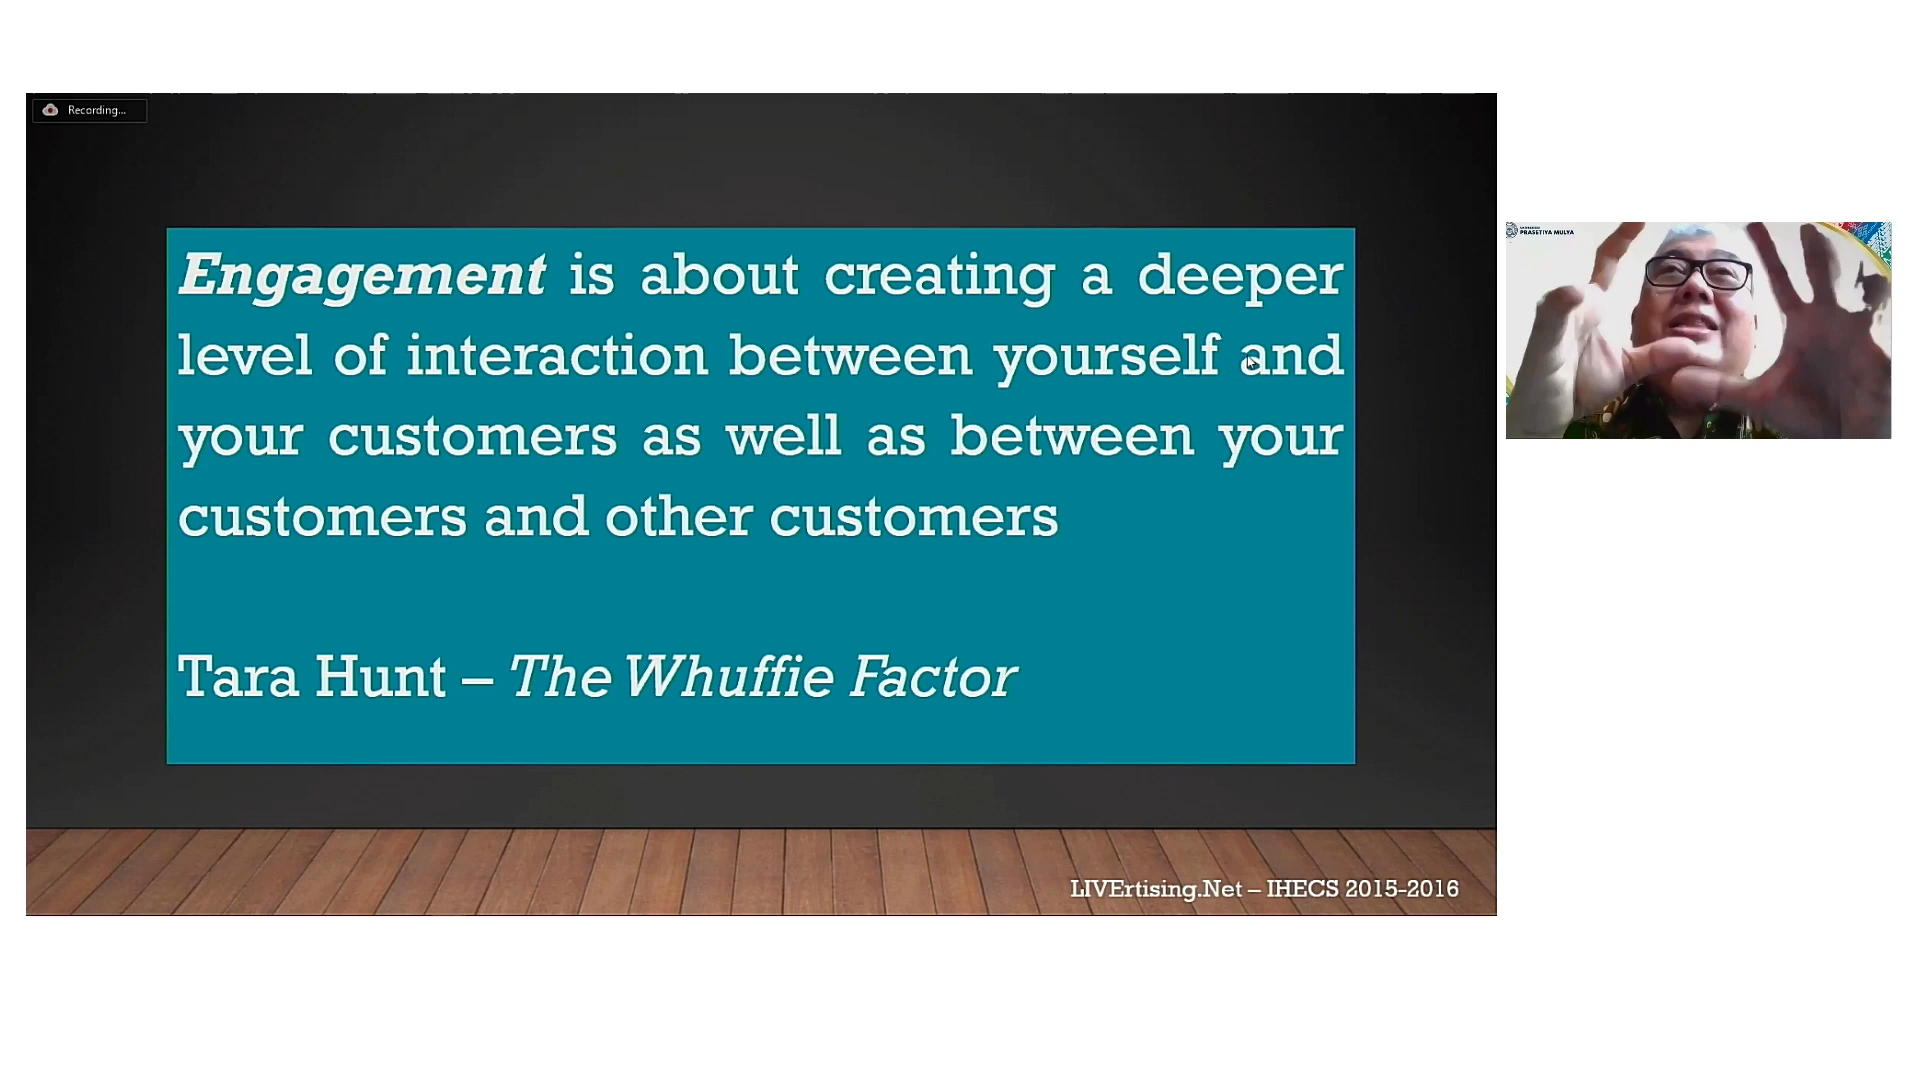 Recording...
Engagement is about creating a deeper
level of interaction between yourself and
your customers as well as between your
customers and other customers
Tara Hunt – The Whuffie Factor
LIVErtising.Net – IHECS 2015-2016
PRASETIYA MULYA